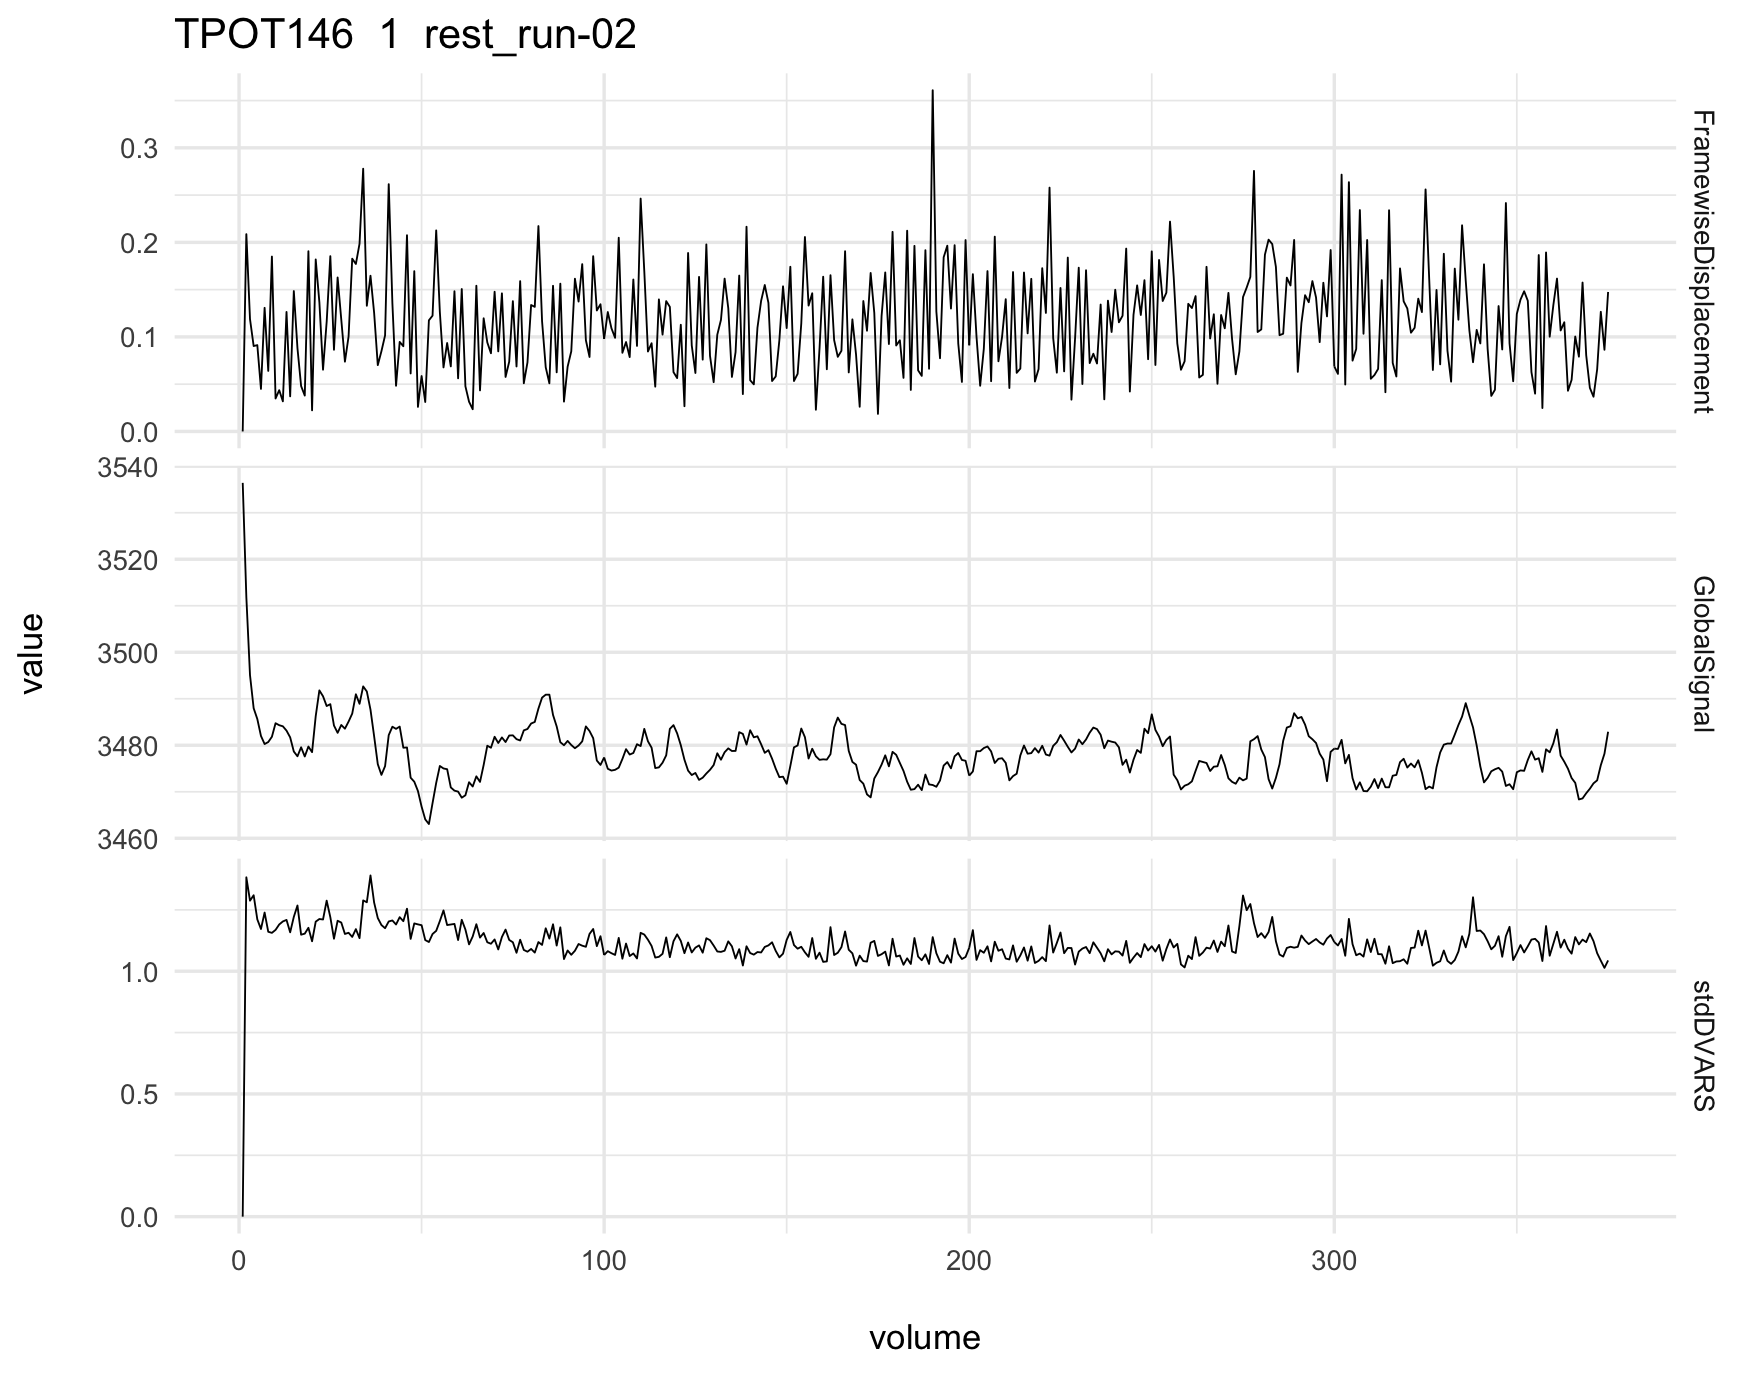 TPOT146 1 rest_run-02
0.3
0.2
0.1
0.0
FramewiseDisplacement
3540
3520
3500
3480
3460
GlobalSignal
1.0
0.5
0.0
stdDVARS
value
0 100 200 300
volume